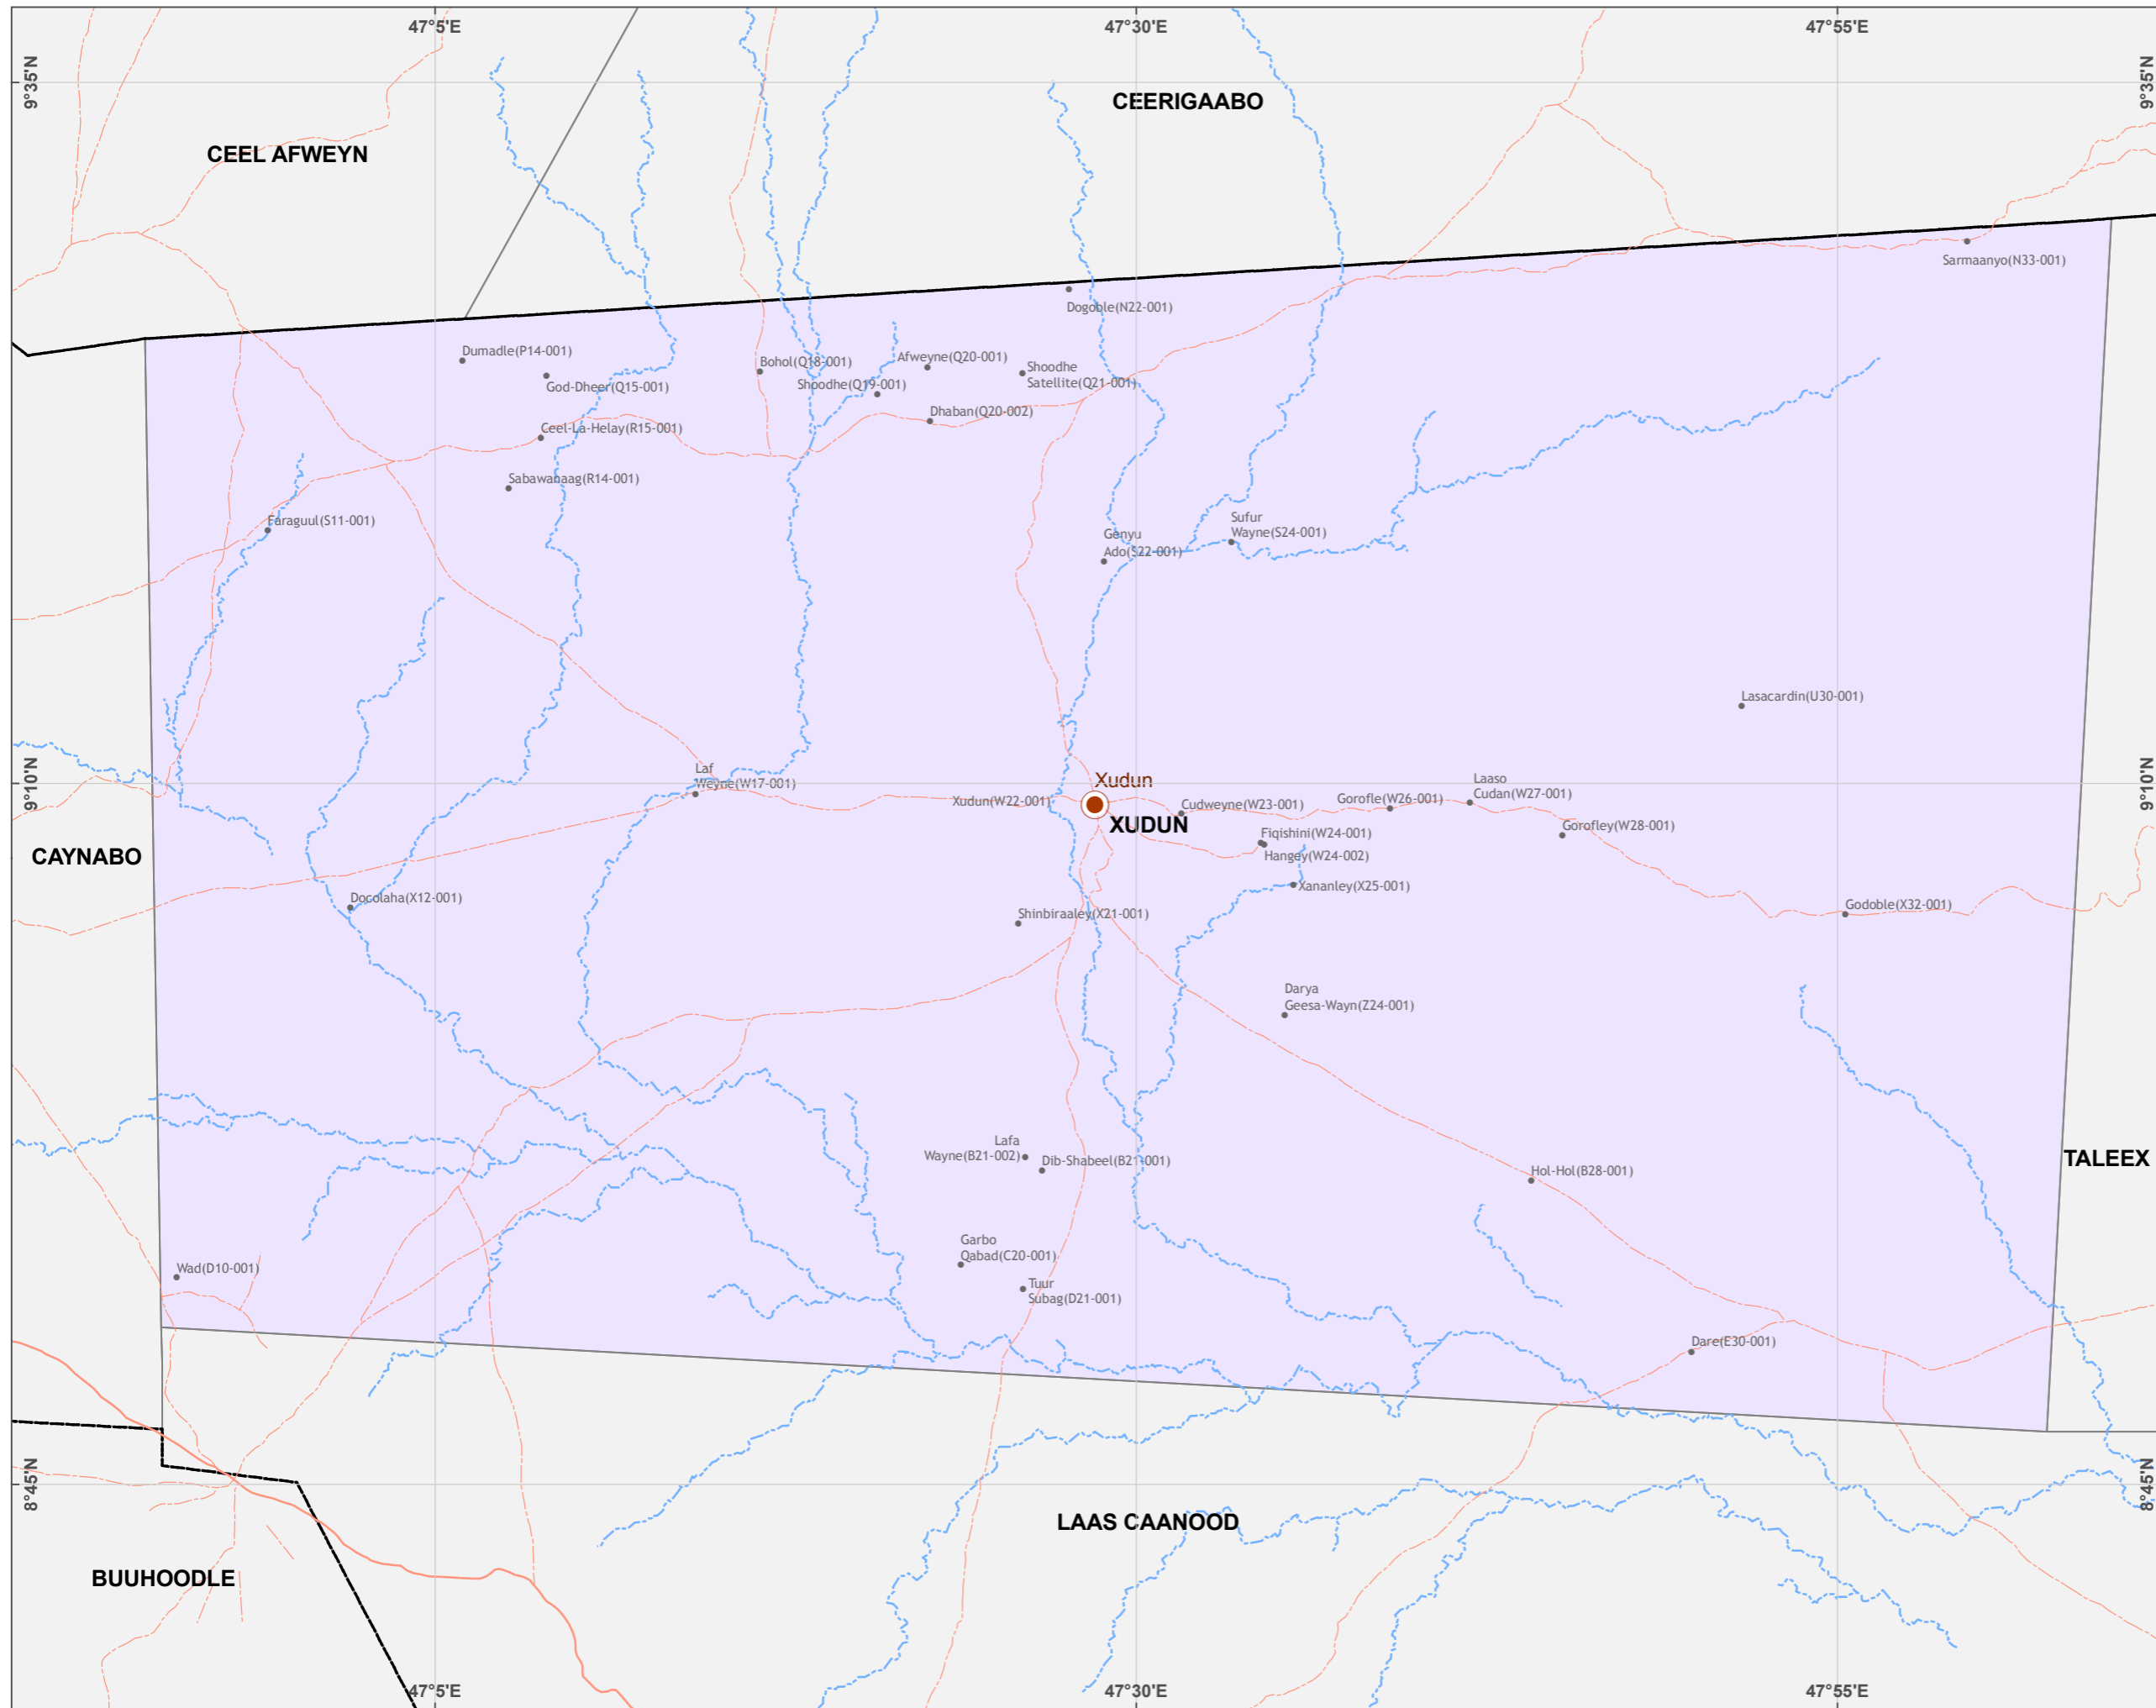 47°5'E
47°30'E
47°55'E
9°35'N
9°35'N
CEERIGAABO
CEEL AFWEYN
Sarmaanyo(N33-001)
Dogoble(N22-001)
Dumadle(P14-001)
God-Dheer(Q15-001)
Bohol(Q18-001)
Afweyne(Q20-001)
Shoodhe(Q19-001)
Shoodhe
Satellite(Q21-001)
Dhaban(Q20-002)
Ceel-La-Helay(R15-001)
Sabawanaag(R14-001)
Faraguul(S11-001)
Sufur
Wayne(S24-001)
Genyu
Ado(S22-001)
Lasacardin(U30-001)
9°10'N
9°10'N
Laf
Weyne(W17-001)
Xudun
Xudun(W22-001)
XUDUN
Cudweyne(W23-001)
Gorofle(W26-001)
Laaso
Cudan(W27-001)
Gorofley(W28-001)
Fiqishini(W24-001)
Hangey(W24-002)
CAYNABO
Xananley(X25-001)
Docolaha(X12-001)
Shinbiraaley(X21-001)
Godoble(X32-001)
Darya
Geesa-Wayn(Z24-001)
Lafa
Wayne(B21-002)
Dib-Shabeel(B21-001)
Hol-Hol(B28-001)
TALEEX
Garbo
Qabad(C20-001)
Wad(D10-001)
Tuur
Subag(D21-001)
Dare(E30-001)
8°45'N
8°45'N
LAAS CAANOOD
BUUHOODLE
47°5'E
47°30'E
47°55'E